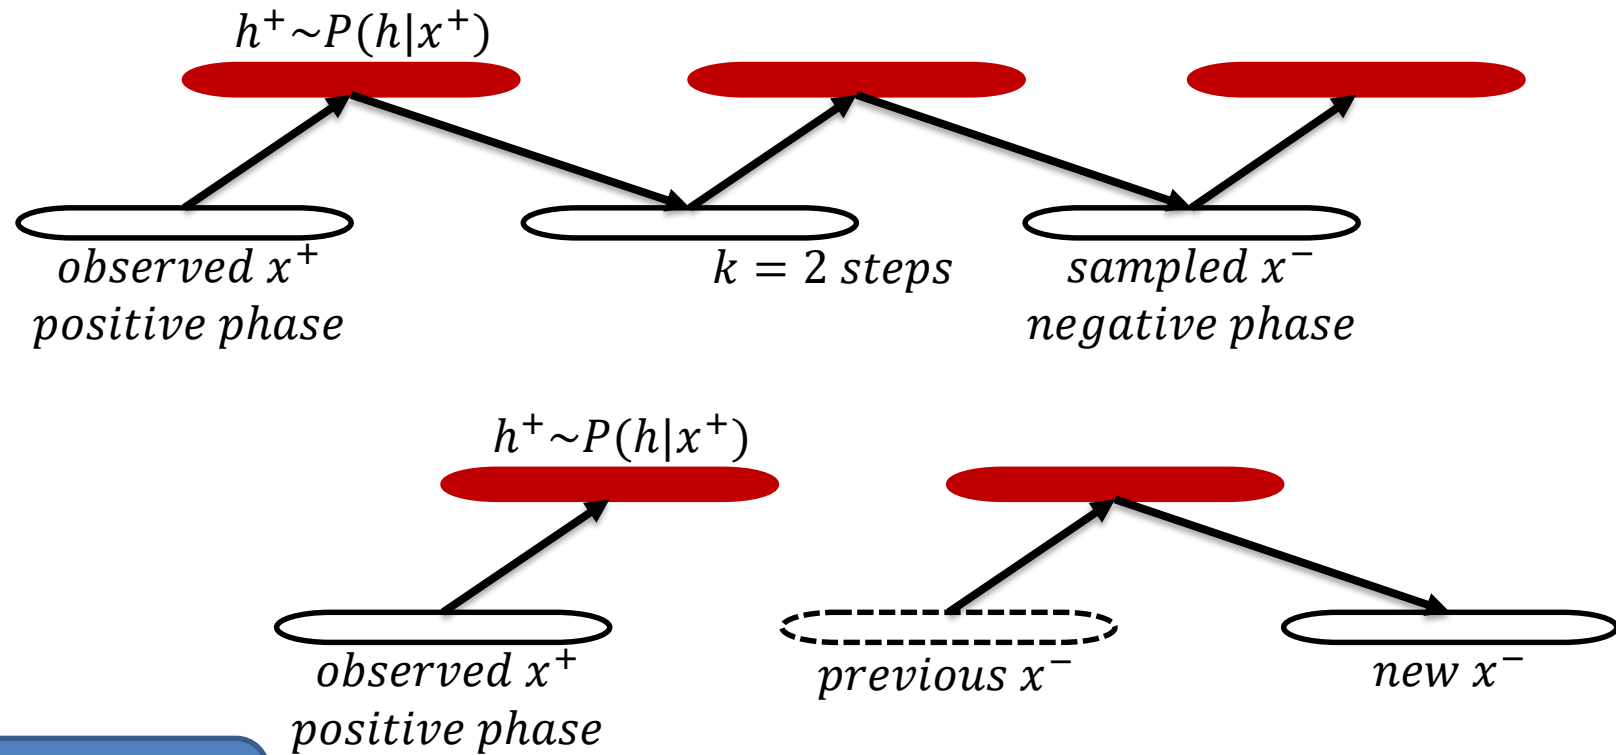 h⁺~P(h|x⁺)
observed x⁺
positive phase
k = 2 steps
sampled x⁻
negative phase
h⁺~P(h|x⁺)
observed x⁺
positive phase
previous x⁻
new x⁻